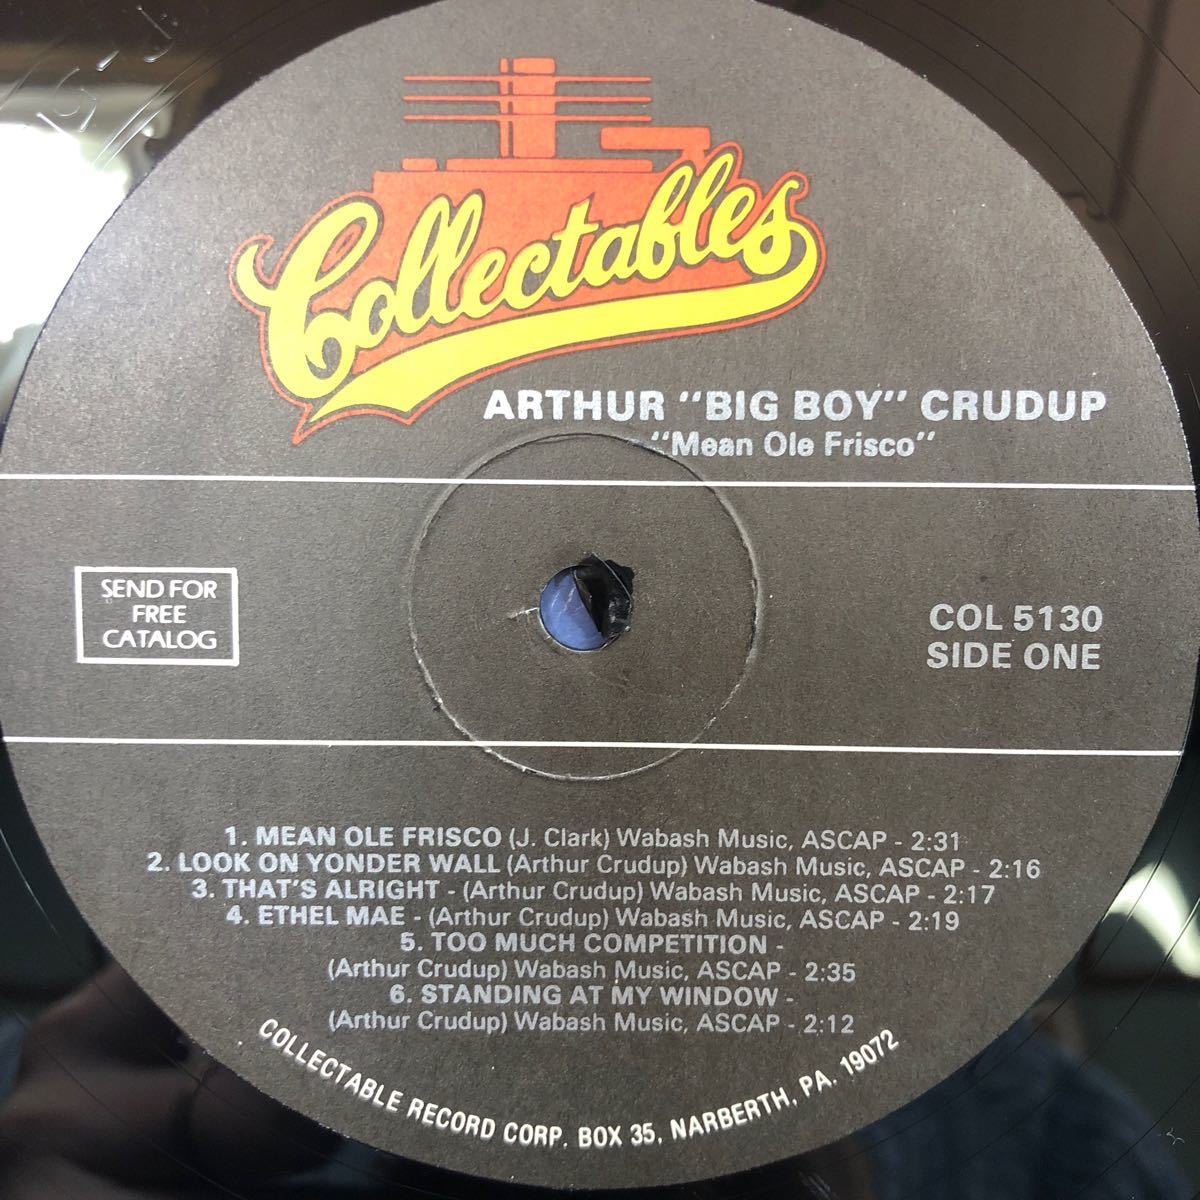 Collectables
ARTHUR "BIG BOY" CRUDUP
"Mean Ole Frisco"
SEND FOR
FREE
CATALOG
COL 5130
SIDE ONE
1. MEAN OLE FRISCO (J. Clark) Wabash Music, ASCAP - 2:31
2. LOOK ON YONDER WALL (Arthur Crudup) Wabash Music, ASCAP - 2:16
3. THAT'S ALRIGHT - (Arthur Crudup) Wabash Music, ASCAP - 2:17
4. ETHEL MAE - (Arthur Crudup) Wabash Music, ASCAP - 2:19
5. TOO MUCH COMPETITION -
(Arthur Crudup) Wabash Music, ASCAP - 2:35
6. STANDING AT MY WINDOW -
(Arthur Crudup) Wabash Music, ASCAP - 2:12
COLLECTABLE RECORD CORP. BOX 35, NARBERTH, PA. 19072